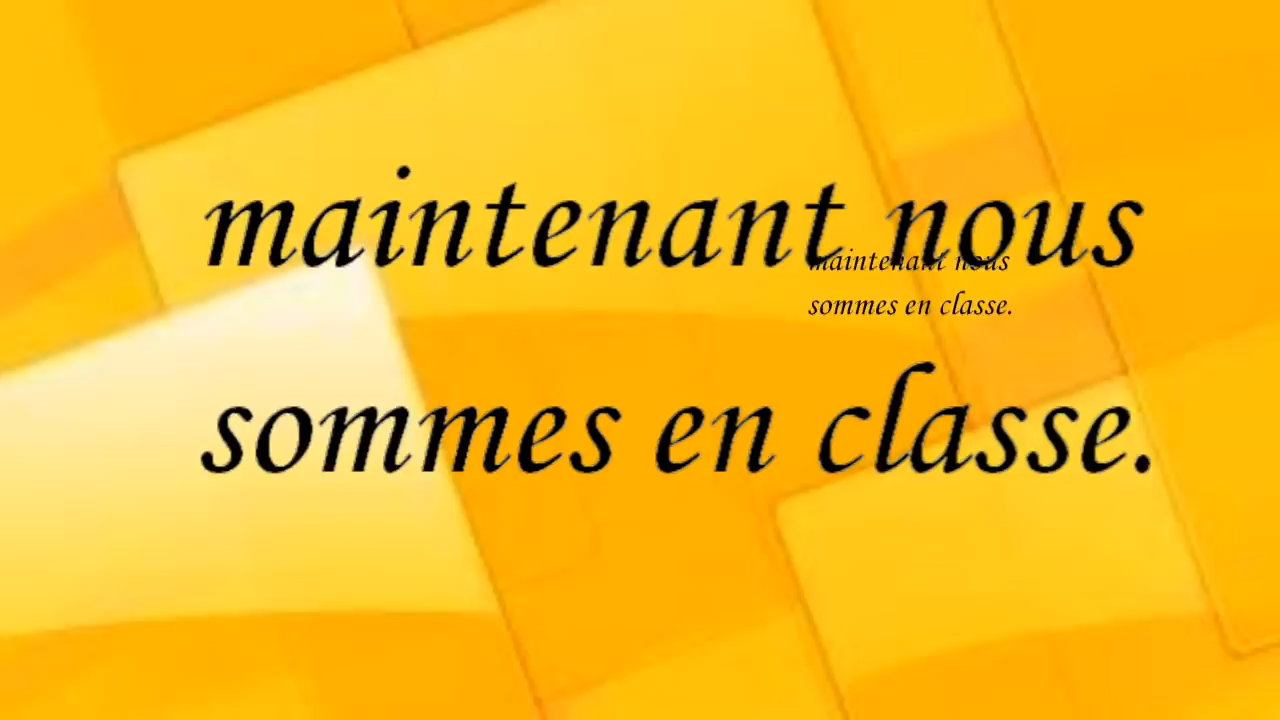 maintenant nous
maintenant nous
sommes en classe.
sommes en classe.